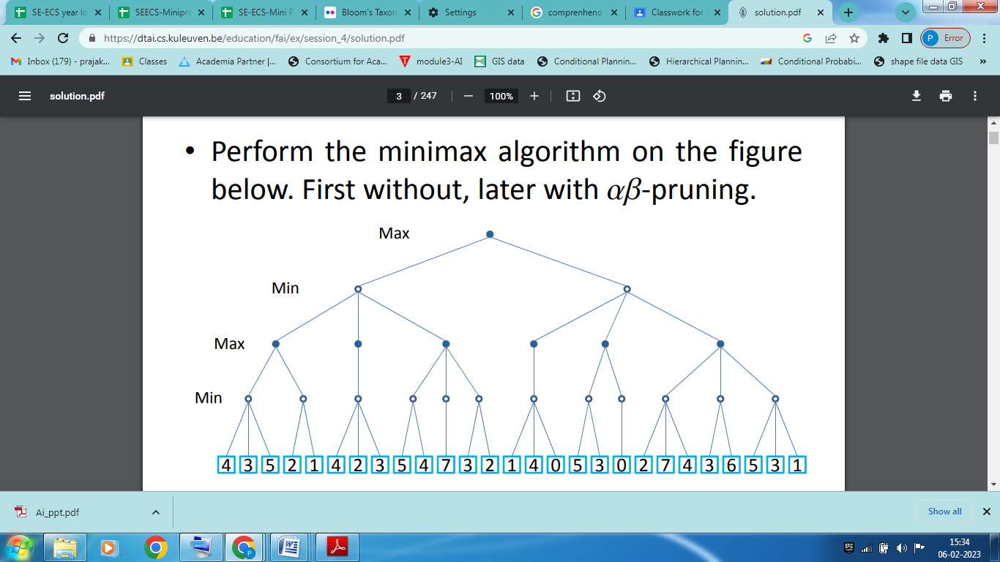 SE-ECS year lo
SEECS-Minipro
SE-ECS-Mini P
Bloom's Taxon
Settings
comprenhend
Classwork for A
solution.pdf
https://dtai.cs.kuleuven.be/education/fai/ex/session_4/solution.pdf
P Error
Inbox (179) - prajak...
Classes
Academia Partner |...
Consortium for Aca...
module3-AI
GIS data
Conditional Plannin...
Hierarchical Plannin...
Conditional Probabi...
shape file data GIS
»
solution.pdf
3 / 247
100%
• Perform the minimax algorithm on the figure
below. First without, later with αβ-pruning.
Max
Min
Max
Min
4 3 5 2 1 4 2 3 5 4 7 3 2 1 4 0 5 3 0 2 7 4 3 6 5 3 1
Ai_ppt.pdf
Show all
15:34
06-02-2023